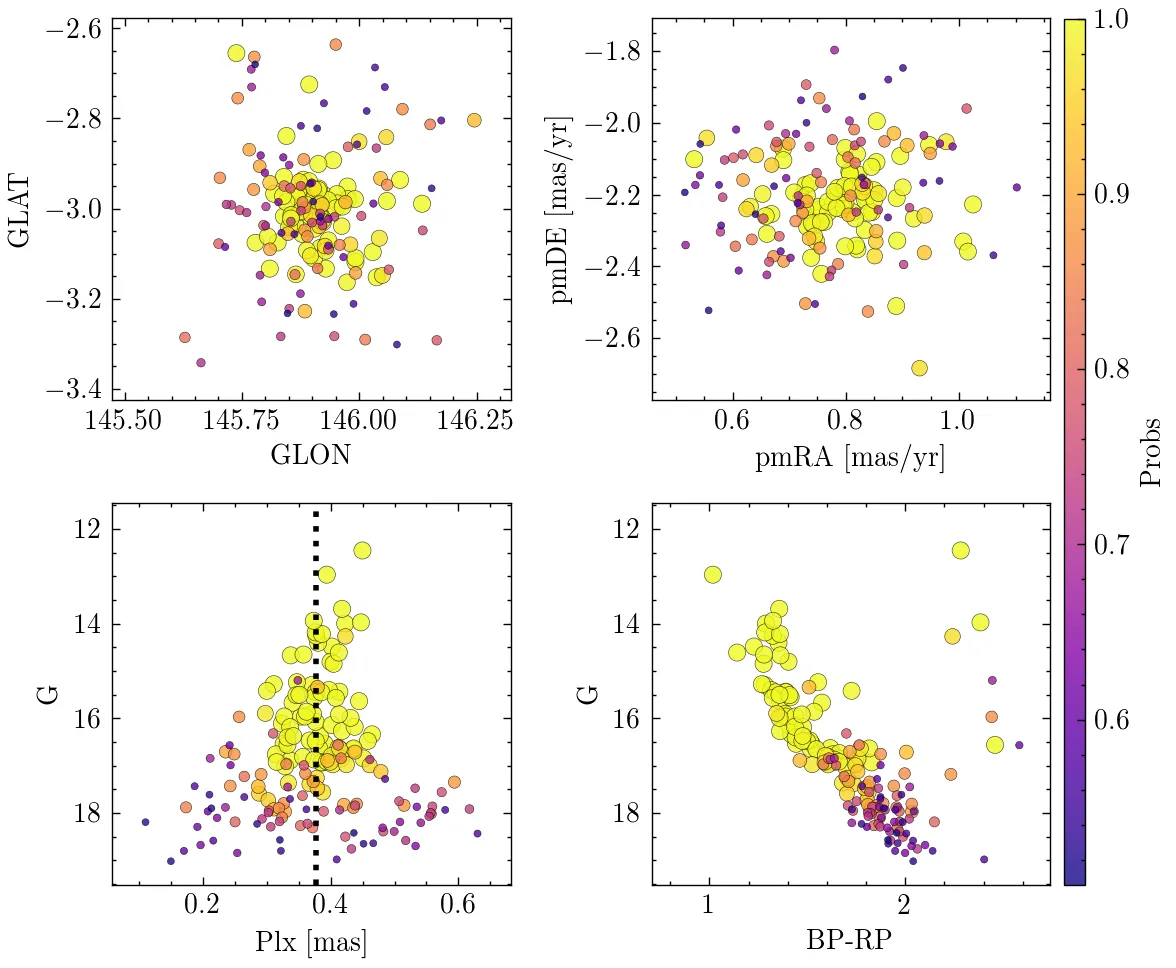 −2.6
−2.8
−3.0
−3.2
−3.4
GLAT
145.50 145.75 146.00 146.25
GLON
−1.8
−2.0
−2.2
−2.4
−2.6
pmDE [mas/yr]
0.6 0.8 1.0
pmRA [mas/yr]
12
14
16
18
G
0.2 0.4 0.6
Plx [mas]
12
14
16
18
G
1 2
BP-RP
1.0
0.9
0.8
0.7
0.6
Probs